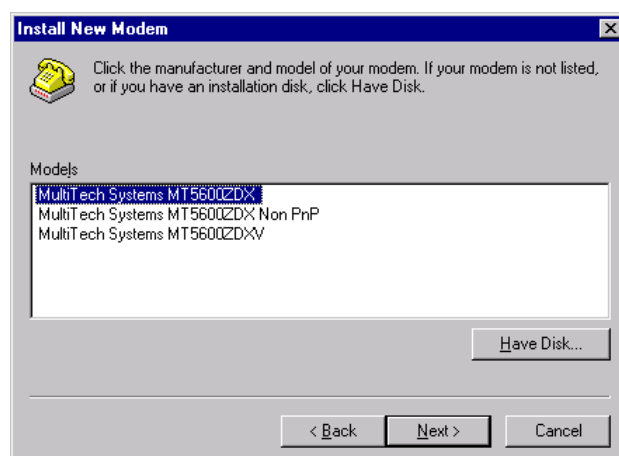 Install New Modem
Click the manufacturer and model of your modem. If your modem is not listed,
or if you have an installation disk, click Have Disk.
Models
MultiTech Systems MT5600ZDX
MultiTech Systems MT5600ZDX Non PnP
MultiTech Systems MT5600ZDXV
Have Disk...
< Back
Next >
Cancel